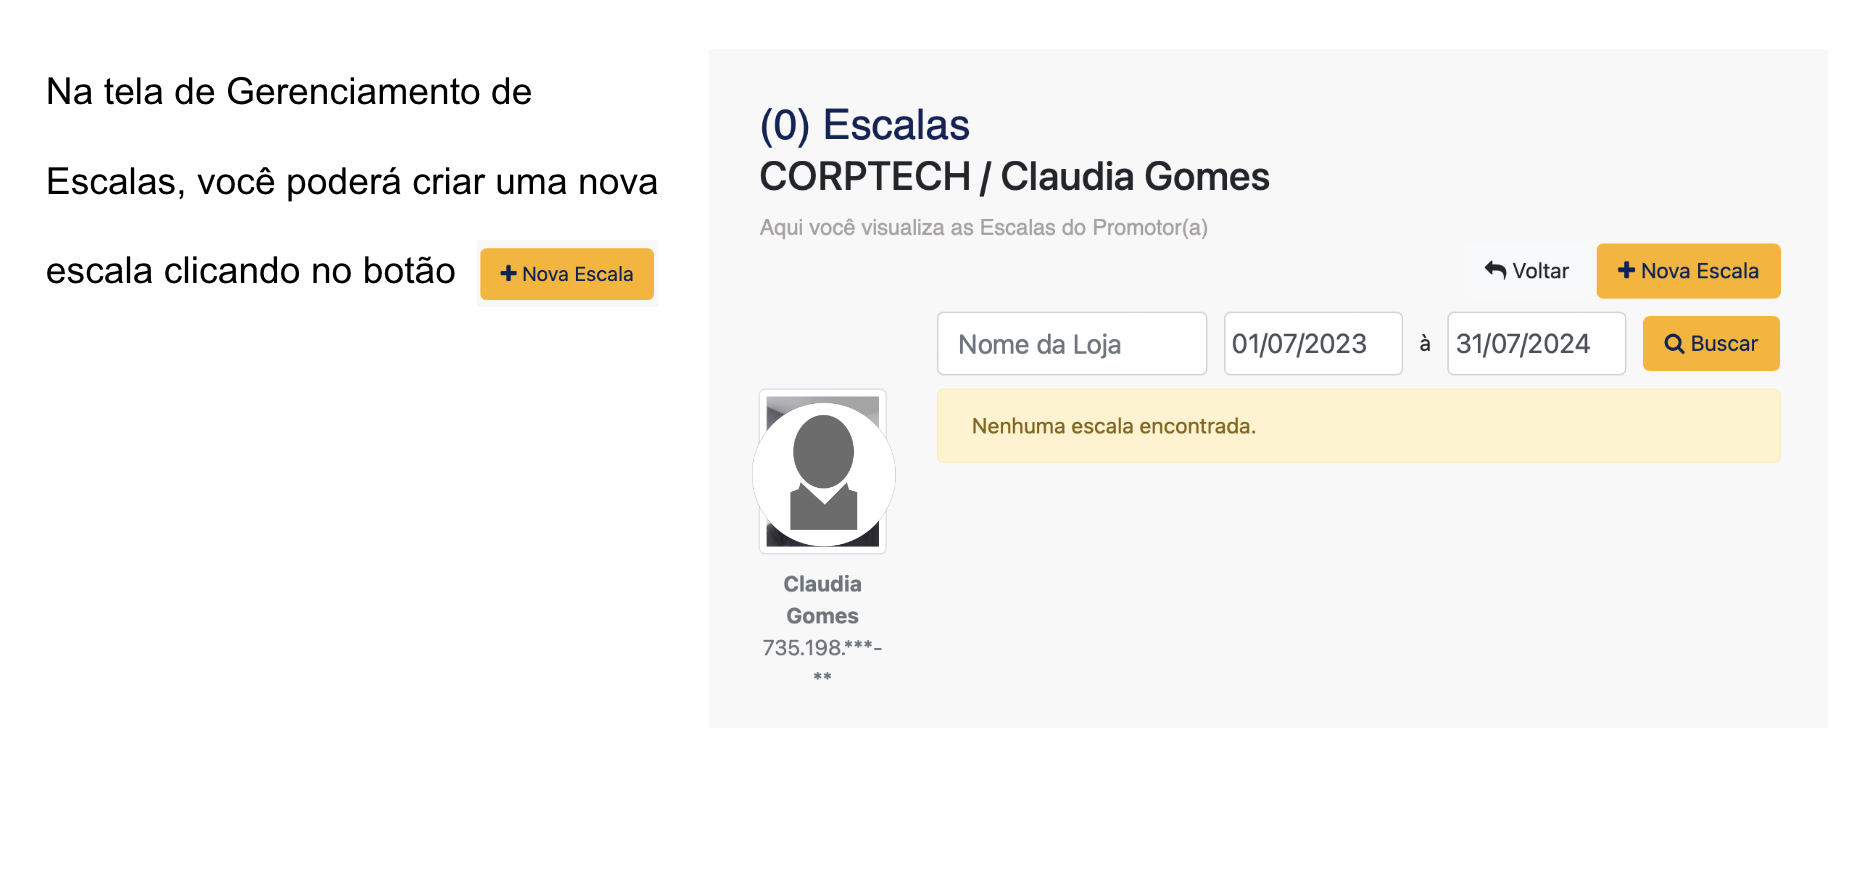 Na tela de Gerenciamento de
Escalas, você poderá criar uma nova
escala clicando no botão + Nova Escala
(0) Escalas
CORPTECH / Claudia Gomes
Aqui você visualiza as Escalas do Promotor(a)
Voltar + Nova Escala
Nome da Loja 01/07/2023 à 31/07/2024 Buscar
Nenhuma escala encontrada.
Claudia
Gomes
735.198.***-
**